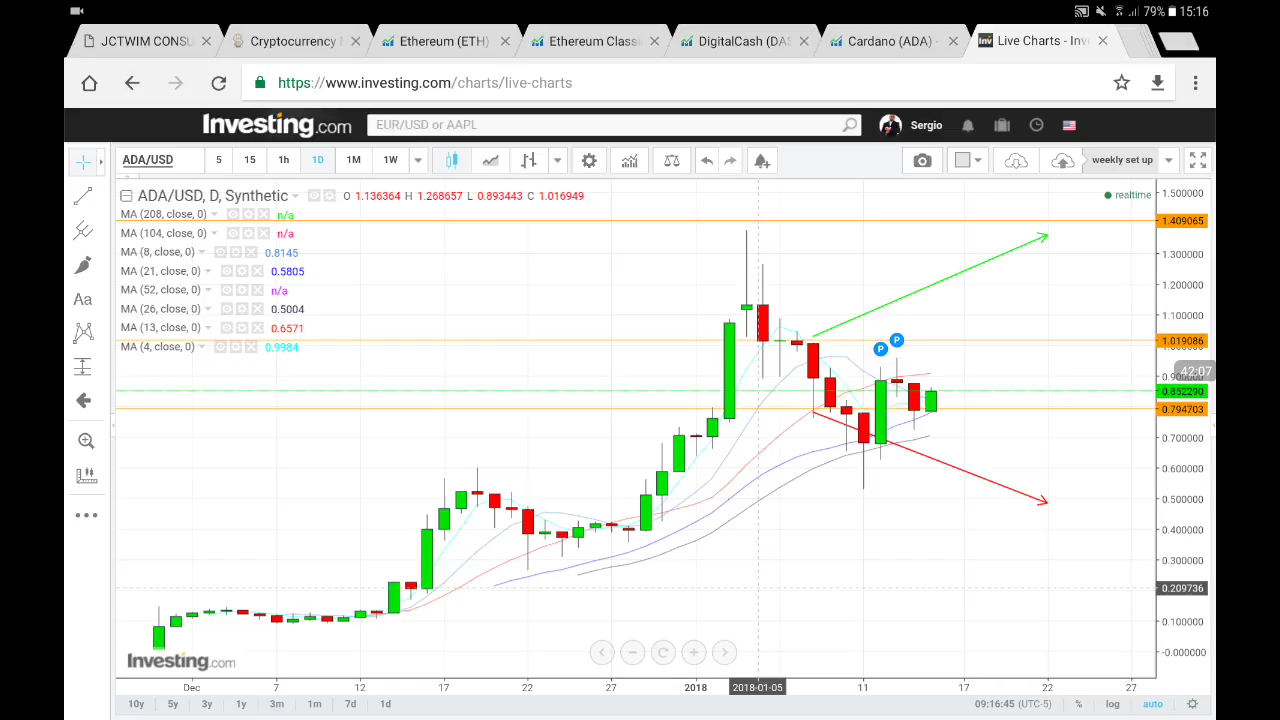 79% 15:16
JCTWIM CONSU
Cryptocurrency M
Ethereum (ETH)
Ethereum Classi
DigitalCash (DAS
Cardano (ADA) -
Live Charts - Inve
https://www.investing.com/charts/live-charts
Investing.com
EUR/USD or AAPL
Sergio
ADA/USD 5 15 1h 1D 1M 1W
weekly set up
ADA/USD, D, Synthetic O 1.136364 H 1.268657 L 0.893443 C 1.016949
realtime
MA (208, close, 0) n/a
MA (104, close, 0) n/a
MA (8, close, 0) 0.8145
MA (21, close, 0) 0.5805
MA (52, close, 0) n/a
MA (26, close, 0) 0.5004
MA (13, close, 0) 0.6571
MA (4, close, 0) 0.9984
Aa
P P
1.500000
1.409065
1.300000
1.200000
1.100000
1.019086
42:07
0.852290
0.794703
0.700000
0.600000
0.500000
0.400000
0.300000
0.209736
0.100000
-0.000000
Investing.com
Dec 7 12 17 22 27 2018 2018-01-05 11 17 22 27
10y 5y 3y 1y 3m 1m 7d 1d
09:16:45 (UTC-5) % log auto